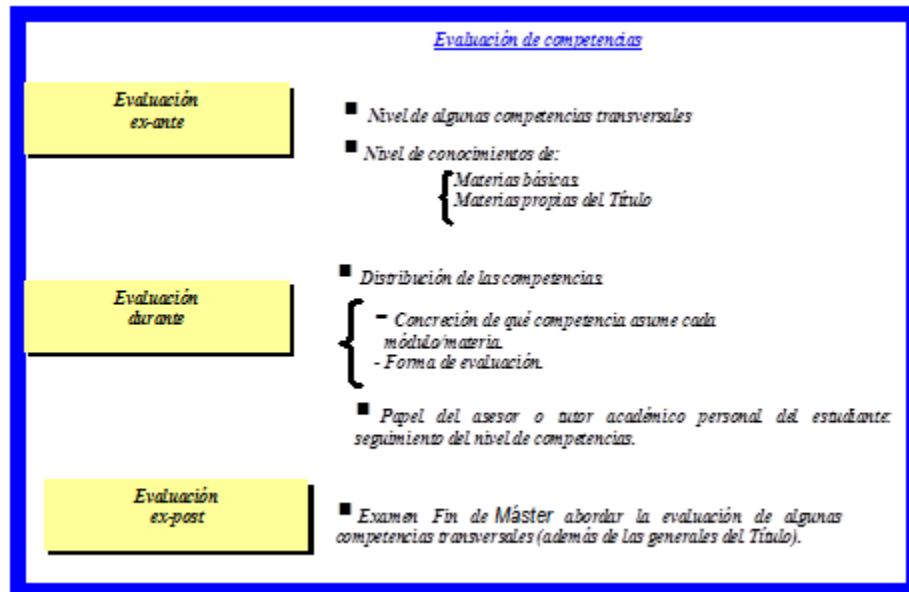 Evaluación de competencias
Evaluación
ex-ante
■ Nivel de algunas competencias transversales
■ Nivel de conocimientos de:
Materias básicas.
Materias propias del Título
Evaluación
durante
■ Distribución de las competencias.
- Concreción de qué competencia asume cada
módulo/materia.
- Forma de evaluación.
■ Papel del asesor o tutor académico personal del estudiante:
seguimiento del nivel de competencias.
Evaluación
ex-post
■ Examen Fin de Máster abordar la evaluación de algunas
competencias transversales (además de las generales del Título).